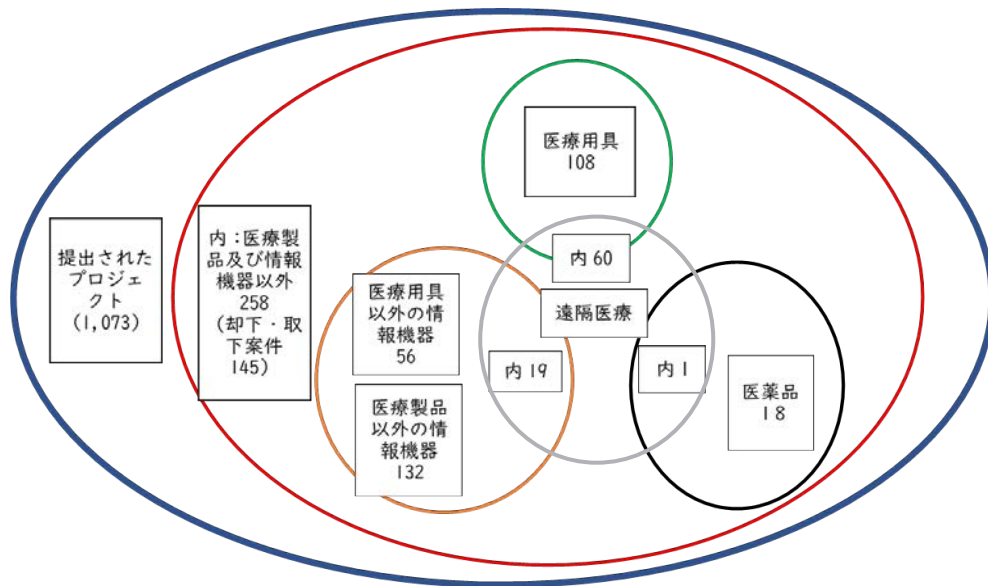 提出された
プロジェ
クト
(1,073)
内：医療製
品及び情報
機器以外
258
（却下・取
下案件
145）
医療用具
108
内 60
遠隔医療
医療用具
以外の情
報機器
56
内 19
医療製品
以外の情
報機器
132
内 1
医薬品
18